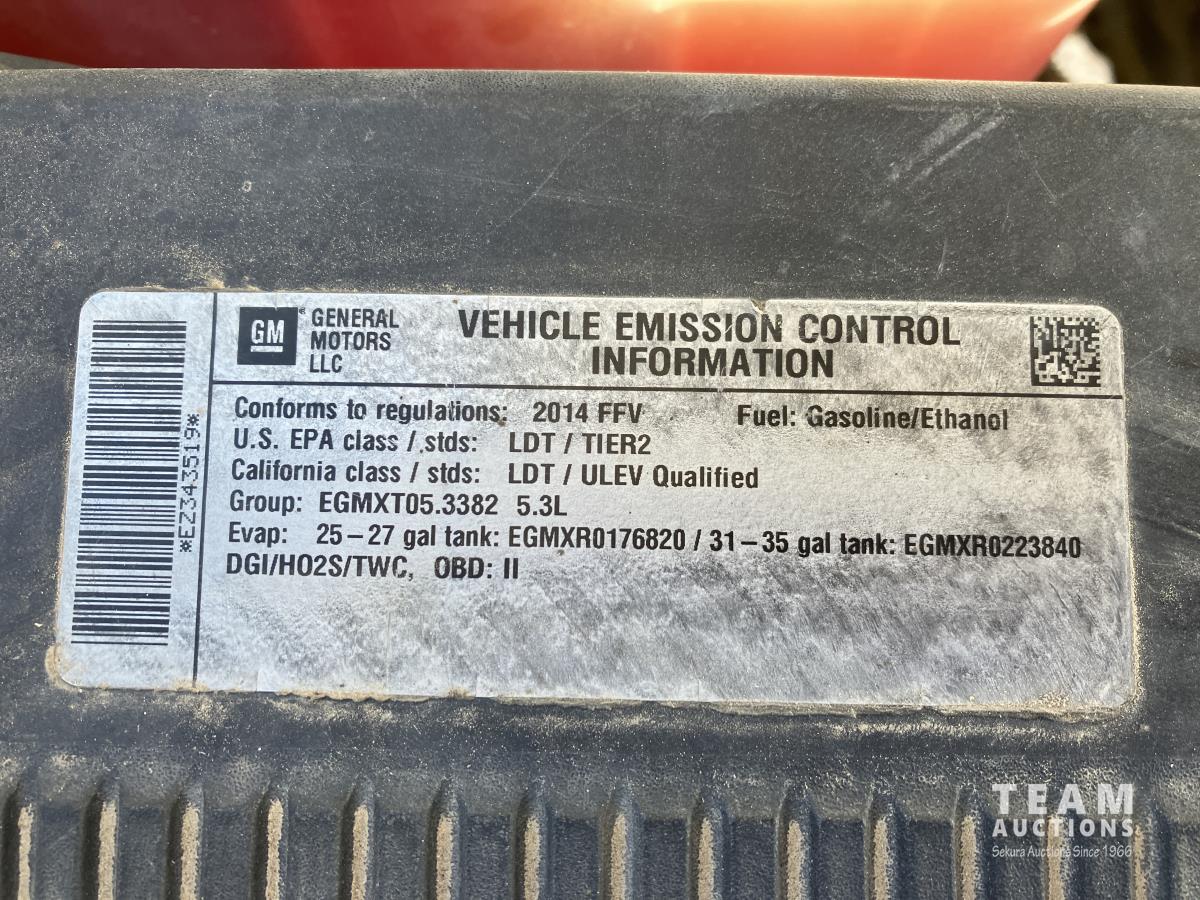 GM
GENERAL
MOTORS
LLC
VEHICLE EMISSION CONTROL
INFORMATION
*EZ343519*
Conforms to regulations: 2014 FFV Fuel: Gasoline/Ethanol
U.S. EPA class / stds: LDT / TIER2
California class / stds: LDT / ULEV Qualified
Group: EGMXT05.3382 5.3L
Evap: 25-27 gal tank: EGMXR0176820 / 31-35 gal tank: EGMXR0223840
DGI/HO2S/TWC, OBD: II
TEAM
AUCTIONS
Sekura Auctions Since 1966